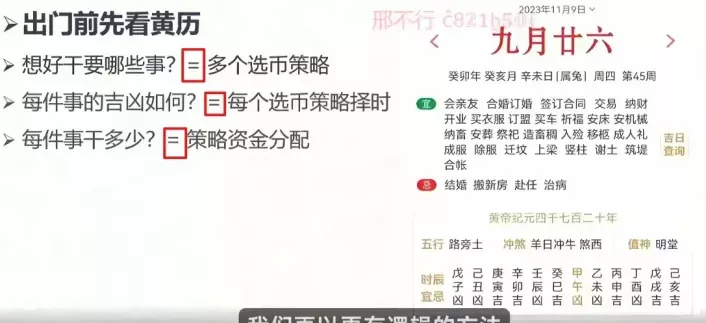 出门前先看黄历
想好干要哪些事？=多个选币策略
每件事的吉凶如何？=每个选币策略择时
每件事干多少？=策略资金分配
邢不行
2023年11月9日
九月廿六
癸卯年 癸亥月 辛未日 [属兔] 周四 第45周
宜 会亲友 合婚订婚 签订合同 交易 纳财
开业 买衣服 订盟 买车 祈福 安床 安机械
纳畜 安葬 祭祀 造畜稠 入殓 移柩 成人礼
成服 除服 迁坟 上梁 竖柱 谢土 筑堤
合帐
吉日
查询
忌 结婚 搬新房 赴任 治病
黄帝纪元四千七百二十年
五行 路旁土 冲煞 羊日冲牛 煞西 值神 明堂
时辰宜忌
戊 己 庚 辛 壬 癸 甲 乙 丙 丁 戊 己
子 丑 寅 卯 辰 巳 午 未 申 酉 戌 亥
凶 凶 吉 吉 凶 吉 凶 凶 吉 凶 吉 吉
我们再以更有逻辑的方法